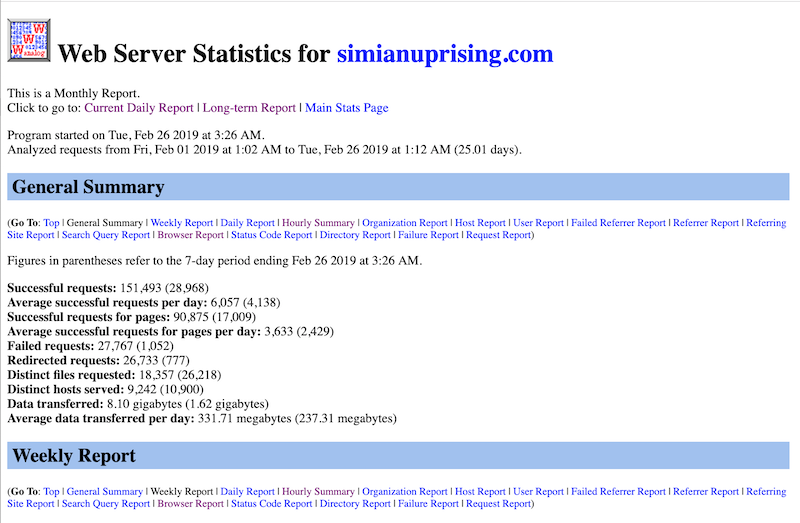 Web Server Statistics for simianuprising.com
This is a Monthly Report.
Click to go to: Current Daily Report | Long-term Report | Main Stats Page
Program started on Tue, Feb 26 2019 at 3:26 AM.
Analyzed requests from Fri, Feb 01 2019 at 1:02 AM to Tue, Feb 26 2019 at 1:12 AM (25.01 days).
General Summary
(Go To: Top | General Summary | Weekly Report | Daily Report | Hourly Summary | Organization Report | Host Report | User Report | Failed Referrer Report | Referrer Report | Referring
Site Report | Search Query Report | Browser Report | Status Code Report | Directory Report | Failure Report | Request Report)
Figures in parentheses refer to the 7-day period ending Feb 26 2019 at 3:26 AM.
Successful requests: 151,493 (28,968)
Average successful requests per day: 6,057 (4,138)
Successful requests for pages: 90,875 (17,009)
Average successful requests for pages per day: 3,633 (2,429)
Failed requests: 27,767 (1,052)
Redirected requests: 26,733 (777)
Distinct files requested: 18,357 (26,218)
Distinct hosts served: 9,242 (10,900)
Data transferred: 8.10 gigabytes (1.62 gigabytes)
Average data transferred per day: 331.71 megabytes (237.31 megabytes)
Weekly Report
(Go To: Top | General Summary | Weekly Report | Daily Report | Hourly Summary | Organization Report | Host Report | User Report | Failed Referrer Report | Referrer Report | Referring
Site Report | Search Query Report | Browser Report | Status Code Report | Directory Report | Failure Report | Request Report)